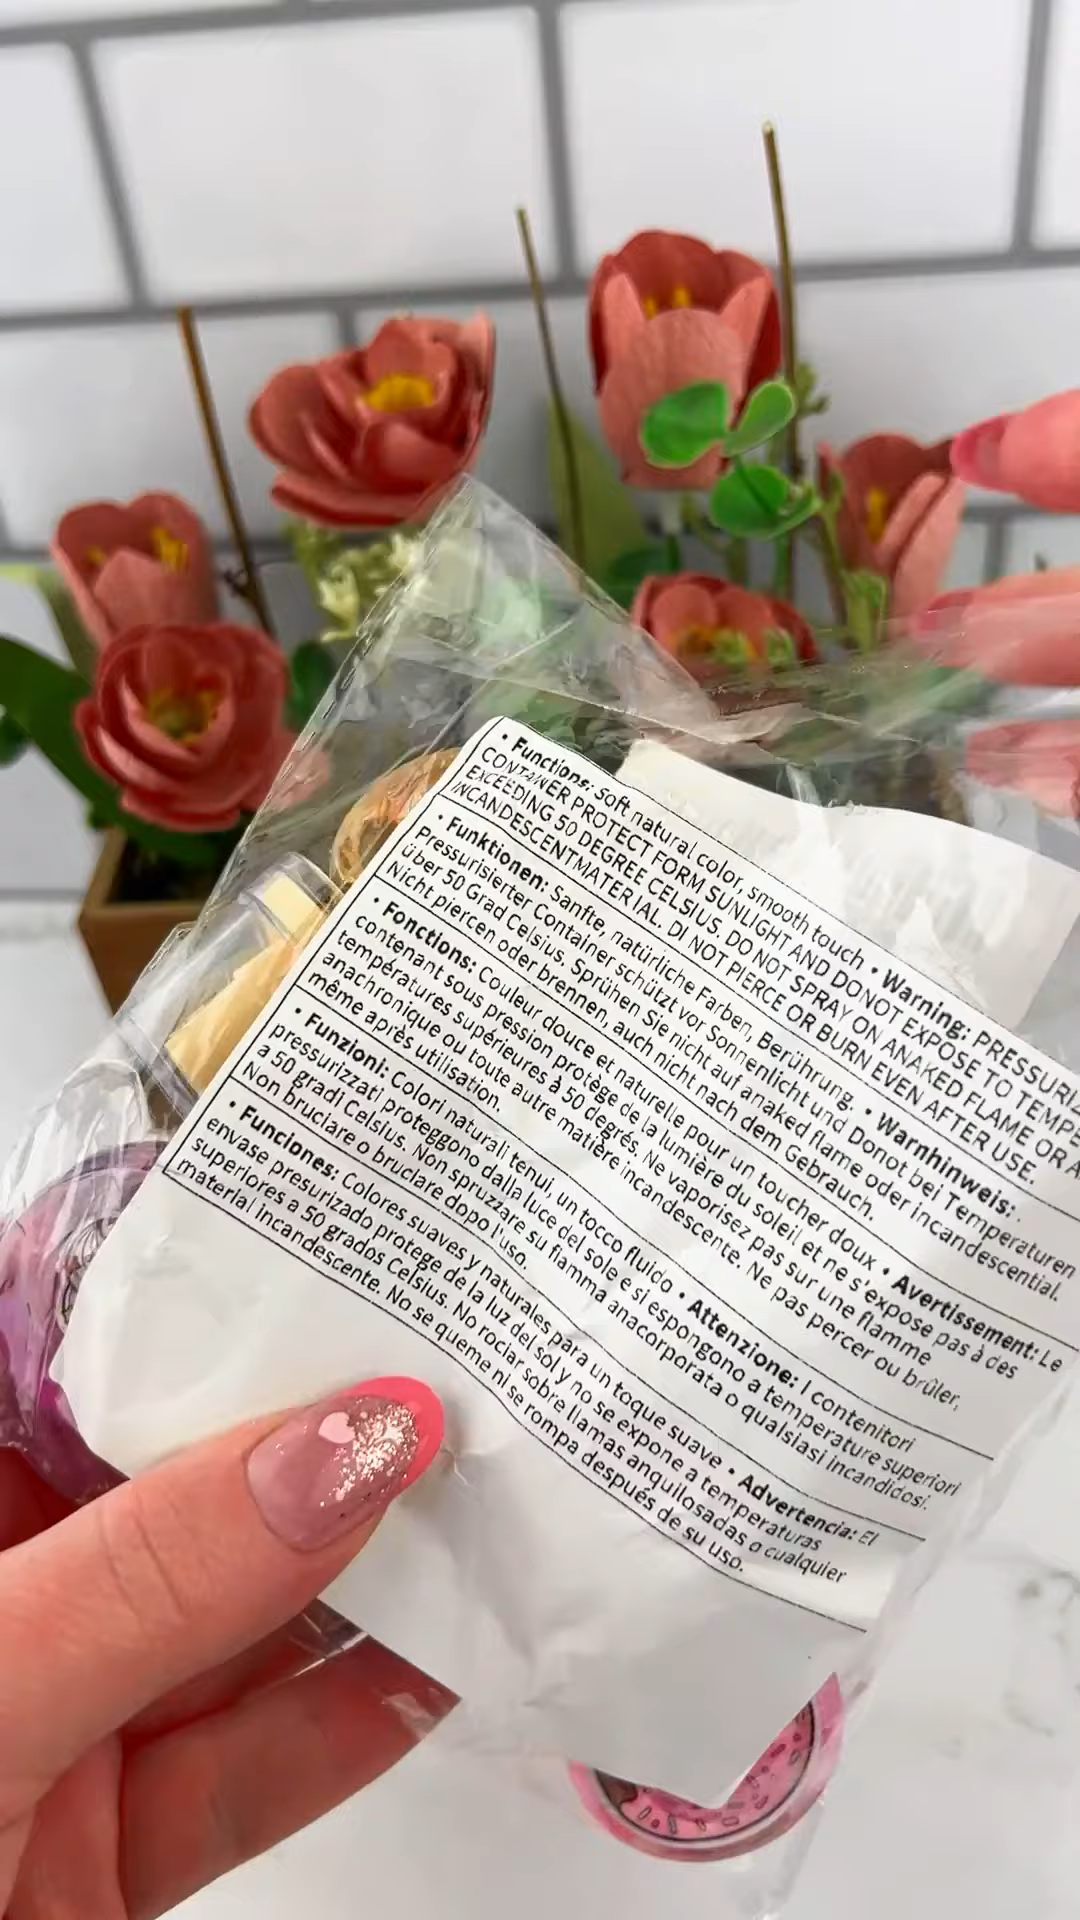 • Functions: Soft natural color, smooth touch • Warning: PRESSURIZ
CONTAINER PROTECT FORM SUNLIGHT AND DONOT EXPOSE TO TEMPE
EXCEEDING 50 DEGREE CELSIUS. DO NOT SPRAY ON ANAKED FLAME OR A
INCANDESCENTMATERIAL. DI NOT PIERCE OR BURN EVEN AFTER USE.
• Funktionen: Sanfte, natürliche Farben, Berührung. • Warnhinweis:
Pressurisierter Container schützt vor Sonnenlicht und Donot bei Temperaturen
über 50 Grad Celsius. Sprühen Sie nicht auf anaked flame oder incandescential.
Nicht piercen oder brennen, auch nicht nach dem Gebrauch.
• Fonctions: Couleur douce et naturelle pour un toucher doux • Avertissement: Le
contenant sous pression protège de la lumière du soleil et ne s'expose pas à des
températures supérieures à 50 degrés. Ne vaporisez pas sur une flamme
anachronique ou toute autre matière incandescente. Ne pas percer ou brûler,
même après utilisation.
• Funzioni: Colori naturali tenui, un tocco fluido • Attenzione: I contenitori
pressurizzati proteggono dalla luce del sole e si espongono a temperature superiori
a 50 gradi Celsius. Non spruzzare su fiamma anacorporata o qualsiasi incandidosi.
Non bruciare o bruciare dopo l'uso.
• Funciones: Colores suaves y naturales para un toque suave • Advertencia: El
envase presurizado protege de la luz del sol y no se expone a temperaturas
superiores a 50 grados Celsius. No rociar sobre llamas anquilosadas o cualquier
material incandescente. No se queme ni se rompa después de su uso.